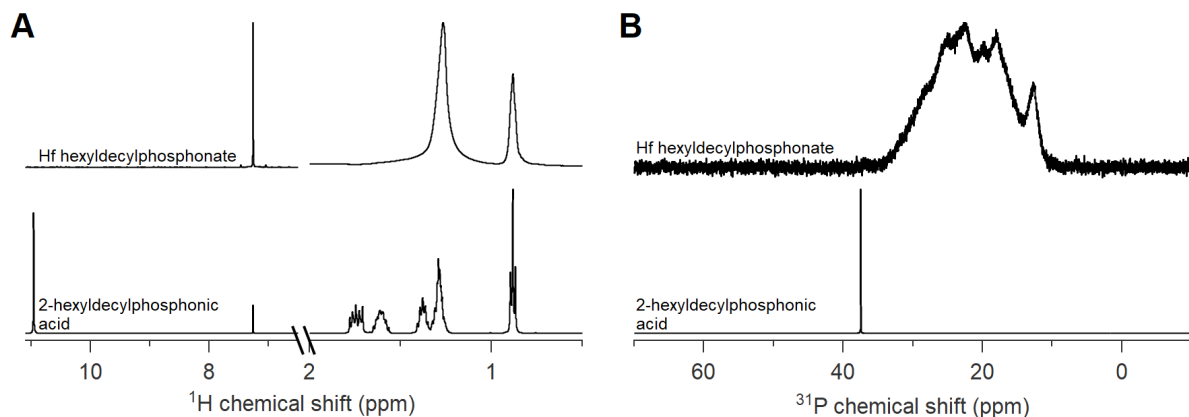 A
B
Hf hexyldecylphosphonate
Hf hexyldecylphosphonate
2-hexyldecylphosphonic
acid
2-hexyldecylphosphonic
acid
10
8
2
1
60
40
20
0
¹H chemical shift (ppm)
³¹P chemical shift (ppm)